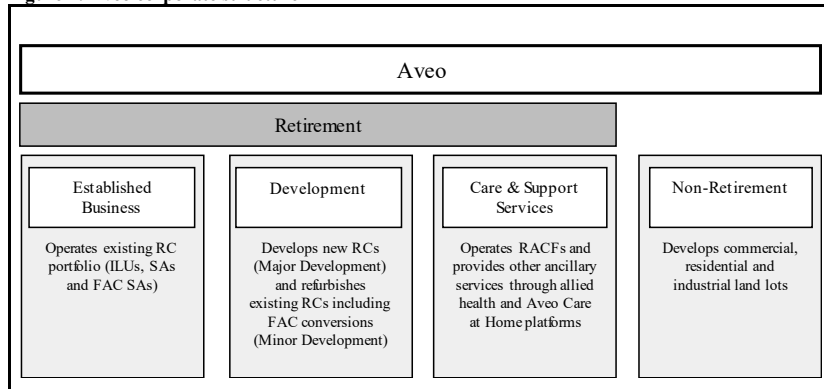 Aveo
Retirement
Established
Business
Operates existing RC
portfolio (ILUs, SAs
and FAC SAs)
Development
Develops new RCs
(Major Development)
and refurbishes
existing RCs including
FAC conversions
(Minor Development)
Care & Support
Services
Operates RACFs and
provides other ancillary
services through allied
health and Aveo Care
at Home platforms
Non-Retirement
Develops commercial,
residential and
industrial land lots